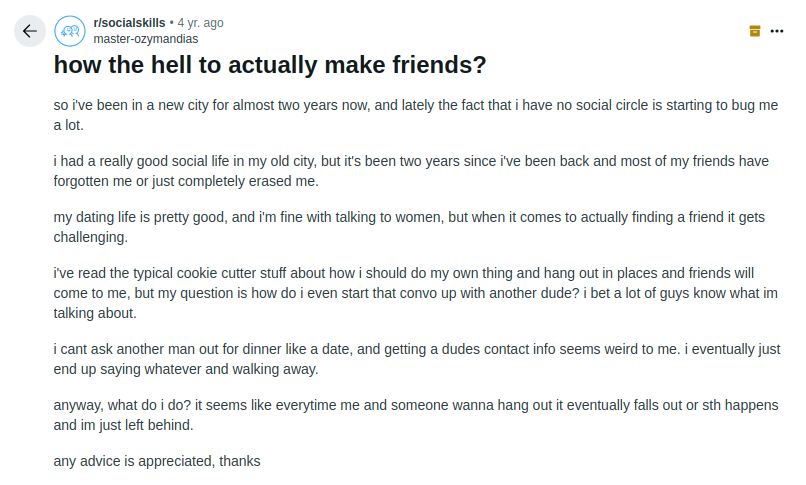 r/socialskills • 4 yr. ago
master-ozymandias
how the hell to actually make friends?
so i've been in a new city for almost two years now, and lately the fact that i have no social circle is starting to bug me
a lot.
i had a really good social life in my old city, but it's been two years since i've been back and most of my friends have
forgotten me or just completely erased me.
my dating life is pretty good, and i'm fine with talking to women, but when it comes to actually finding a friend it gets
challenging.
i've read the typical cookie cutter stuff about how i should do my own thing and hang out in places and friends will
come to me, but my question is how do i even start that convo up with another dude? i bet a lot of guys know what im
talking about.
i cant ask another man out for dinner like a date, and getting a dudes contact info seems weird to me. i eventually just
end up saying whatever and walking away.
anyway, what do i do? it seems like everytime me and someone wanna hang out it eventually falls out or sth happens
and im just left behind.
any advice is appreciated, thanks